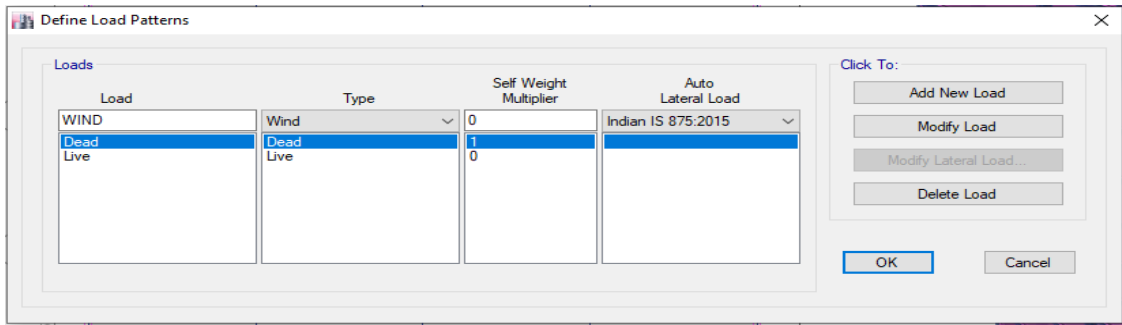 Define Load Patterns
Loads
Click To:
Load
Type
Self Weight
Multiplier
Auto
Lateral Load
WIND
Wind
0
Indian IS 875:2015
Dead
Dead
1
Live
Live
0
Add New Load
Modify Load
Modify Lateral Load...
Delete Load
OK
Cancel